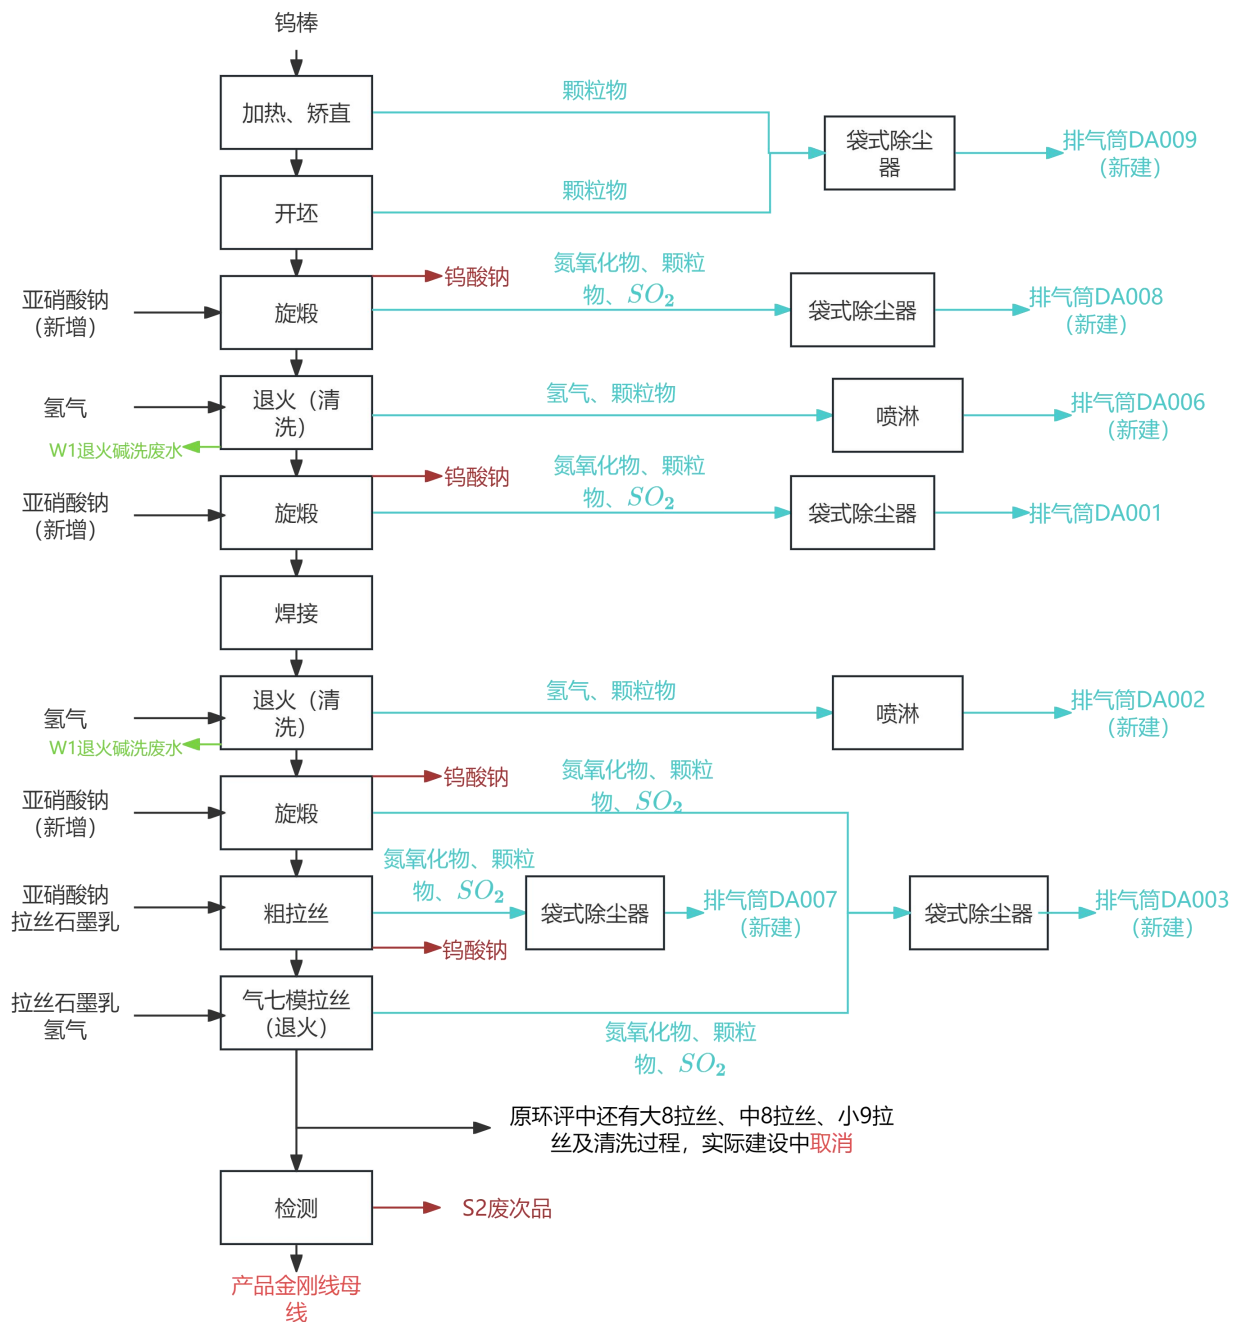 钨棒
加热、矫直
颗粒物
袋式除尘
器
排气筒DA009
（新建）
开坯
颗粒物
亚硝酸钠
（新增）
旋煅
钨酸钠
氮氧化物、颗粒
物、SO₂
袋式除尘器
排气筒DA008
（新建）
氢气
退火（清
洗）
W1退火碱洗废水
氢气、颗粒物
喷淋
排气筒DA006
（新建）
亚硝酸钠
（新增）
旋煅
钨酸钠
氮氧化物、颗粒
物、SO₂
袋式除尘器
排气筒DA001
焊接
氢气
退火（清
洗）
W1退火碱洗废水
氢气、颗粒物
喷淋
排气筒DA002
（新建）
亚硝酸钠
（新增）
旋煅
钨酸钠
氮氧化物、颗粒
物、SO₂
亚硝酸钠
拉丝石墨乳
粗拉丝
氮氧化物、颗粒
物、SO₂
袋式除尘器
排气筒DA007
（新建）
袋式除尘器
排气筒DA003
（新建）
钨酸钠
拉丝石墨乳
氢气
气七模拉丝
（退火）
氮氧化物、颗粒
物、SO₂
原环评中还有大8拉丝、中8拉丝、小9拉
丝及清洗过程，实际建设中取消
检测
S2废次品
产品金刚线母
线